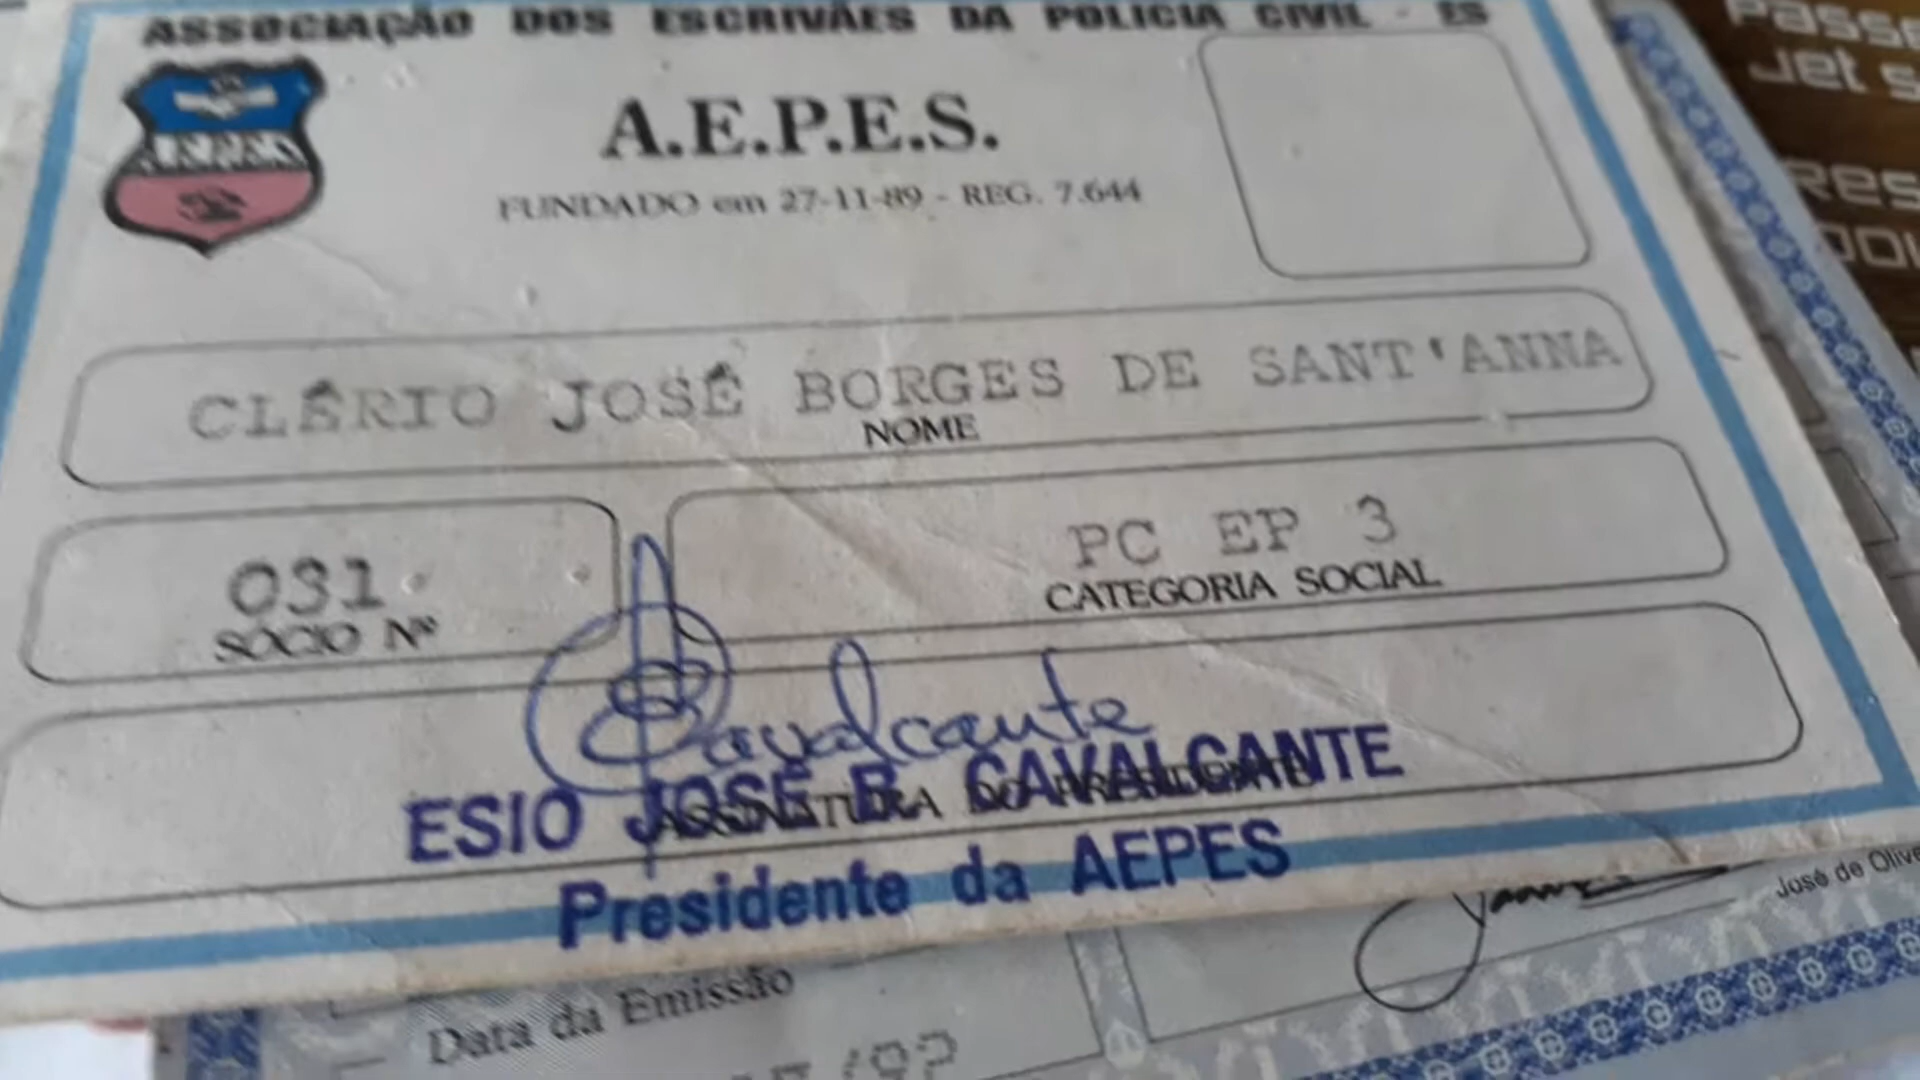 ASSOCIAÇÃO DOS ESCRIVÃES DA POLICIA CIVIL - ES
A.E.P.E.S.
FUNDADO em 27-11-89 - REG. 7.644
CLÉRIO JOSÉ BORGES DE SANT'ANNA
NOME
031
SÓCIO Nº
PC EP 3
CATEGORIA SOCIAL
Cavalcante
ESIO JOSÉ B. CAVALCANTE
ASSINATURA DO PRESIDENTE
Presidente da AEPES
José de
Data da Emissão
Jet